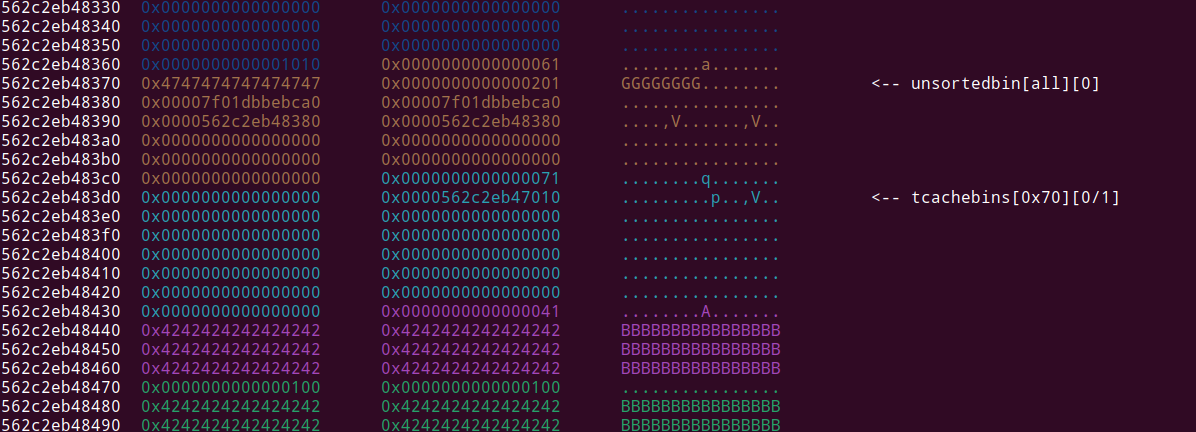 562c2eb48330 0x0000000000000000 0x0000000000000000 ................
562c2eb48340 0x0000000000000000 0x0000000000000000 ................
562c2eb48350 0x0000000000000000 0x0000000000000000 ................
562c2eb48360 0x0000000000001010 0x0000000000000061 ........a.......
562c2eb48370 0x4747474747474747 0x0000000000000201 GGGGGGGG........ <-- unsortedbin[all][0]
562c2eb48380 0x00007f01dbbebca0 0x00007f01dbbebca0 ................
562c2eb48390 0x0000562c2eb48380 0x0000562c2eb48380 ....,V......,V..
562c2eb483a0 0x0000000000000000 0x0000000000000000 ................
562c2eb483b0 0x0000000000000000 0x0000000000000000 ................
562c2eb483c0 0x0000000000000000 0x0000000000000071 ........q.......
562c2eb483d0 0x0000000000000000 0x0000562c2eb47010 .........p..,V.. <-- tcachebins[0x70][0/1]
562c2eb483e0 0x0000000000000000 0x0000000000000000 ................
562c2eb483f0 0x0000000000000000 0x0000000000000000 ................
562c2eb48400 0x0000000000000000 0x0000000000000000 ................
562c2eb48410 0x0000000000000000 0x0000000000000000 ................
562c2eb48420 0x0000000000000000 0x0000000000000000 ................
562c2eb48430 0x0000000000000000 0x0000000000000041 ........A.......
562c2eb48440 0x4242424242424242 0x4242424242424242 BBBBBBBBBBBBBBBB
562c2eb48450 0x4242424242424242 0x4242424242424242 BBBBBBBBBBBBBBBB
562c2eb48460 0x4242424242424242 0x4242424242424242 BBBBBBBBBBBBBBBB
562c2eb48470 0x0000000000000100 0x0000000000000100 ................
562c2eb48480 0x4242424242424242 0x4242424242424242 BBBBBBBBBBBBBBBB
562c2eb48490 0x4242424242424242 0x4242424242424242 BBBBBBBBBBBBBBBB